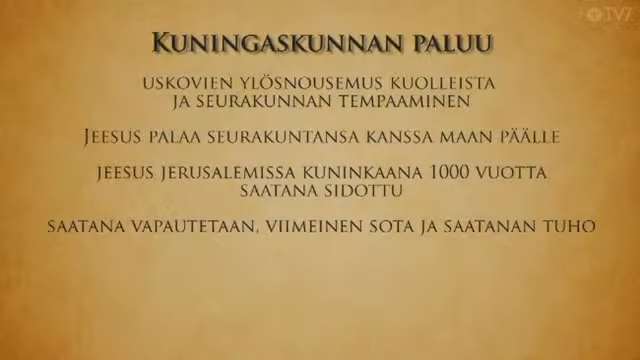 TV7
KUNINGASKUNNAN PALUU
USKOVIEN YLÖSNOUSEMUS KUOLLEISTA
JA SEURAKUNNAN TEMPAAMINEN
JEESUS PALAA SEURAKUNTANSA KANSSA MAAN PÄÄLLE
JEESUS JERUSALEMISSA KUNINKAANA 1000 VUOTTA
SAATANA SIDOTTU
SAATANA VAPAUTETAAN, VIIMEINEN SOTA JA SAATANAN TUHO